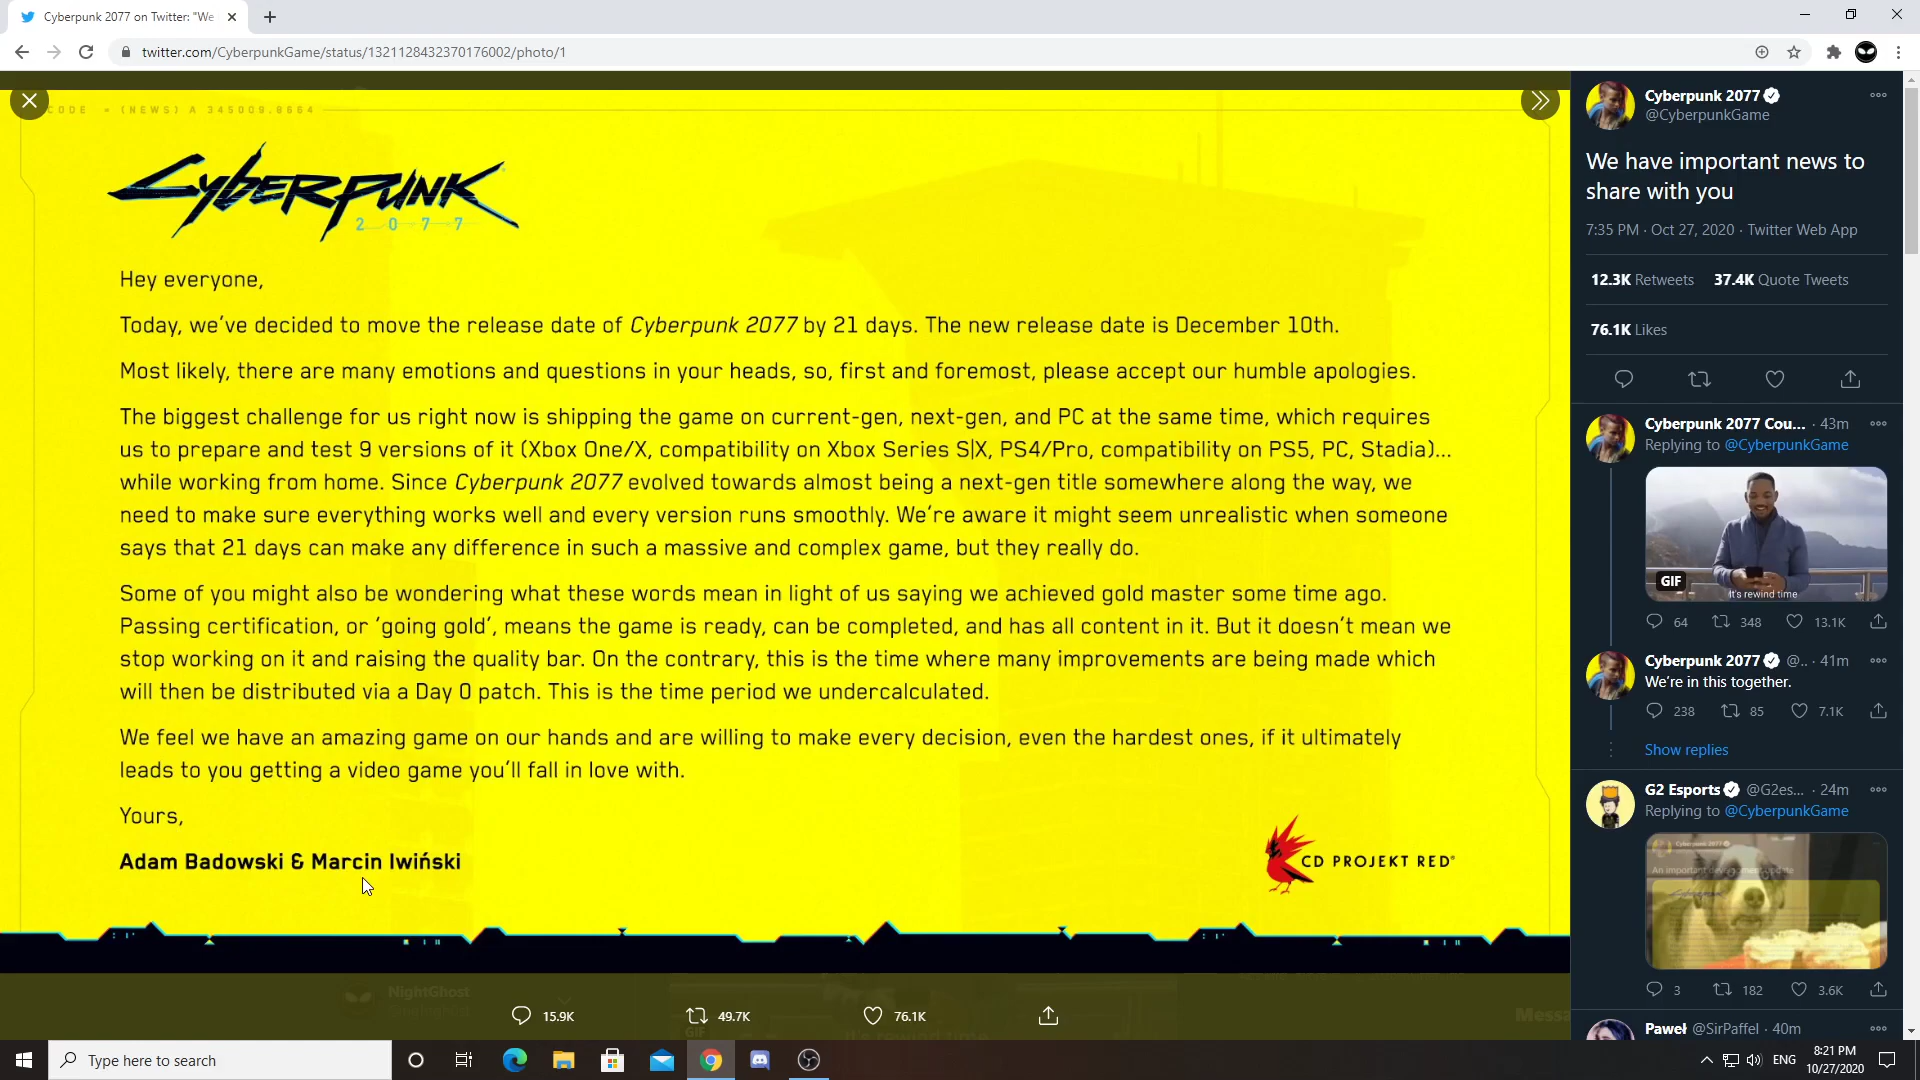 Cyberpunk 2077 on Twitter: "We
twitter.com/CyberpunkGame/status/1321128432370176002/photo/1
CODE = (NEWS) A 345009.8664
CYBERPUNK
2077
Hey everyone,
Today, we've decided to move the release date of Cyberpunk 2077 by 21 days. The new release date is December 10th.
Most likely, there are many emotions and questions in your heads, so, first and foremost, please accept our humble apologies.
The biggest challenge for us right now is shipping the game on current-gen, next-gen, and PC at the same time, which requires
us to prepare and test 9 versions of it (Xbox One/X, compatibility on Xbox Series S|X, PS4/Pro, compatibility on PS5, PC, Stadia)...
while working from home. Since Cyberpunk 2077 evolved towards almost being a next-gen title somewhere along the way, we
need to make sure everything works well and every version runs smoothly. We're aware it might seem unrealistic when someone
says that 21 days can make any difference in such a massive and complex game, but they really do.
Some of you might also be wondering what these words mean in light of us saying we achieved gold master some time ago.
Passing certification, or 'going gold', means the game is ready, can be completed, and has all content in it. But it doesn't mean we
stop working on it and raising the quality bar. On the contrary, this is the time where many improvements are being made which
will then be distributed via a Day 0 patch. This is the time period we undercalculated.
We feel we have an amazing game on our hands and are willing to make every decision, even the hardest ones, if it ultimately
leads to you getting a video game you'll fall in love with.
Yours,
Adam Badowski & Marcin Iwiński
CD PROJEKT RED®
NightGhost
15.9K 49.7K 76.1K
Cyberpunk 2077
@CyberpunkGame
We have important news to
share with you
7:35 PM · Oct 27, 2020 · Twitter Web App
12.3K Retweets 37.4K Quote Tweets
76.1K Likes
Cyberpunk 2077 Cou... · 43m
Replying to @CyberpunkGame
GIF
It's rewind time
64 348 13.1K
Cyberpunk 2077 @.. · 41m
We're in this together.
238 85 7.1K
Show replies
G2 Esports @G2es... · 24m
Replying to @CyberpunkGame
Cyberpunk 2077
An important development update
3 182 3.6K
Paweł @SirPaffel · 40m
Type here to search
ENG
8:21 PM
10/27/2020